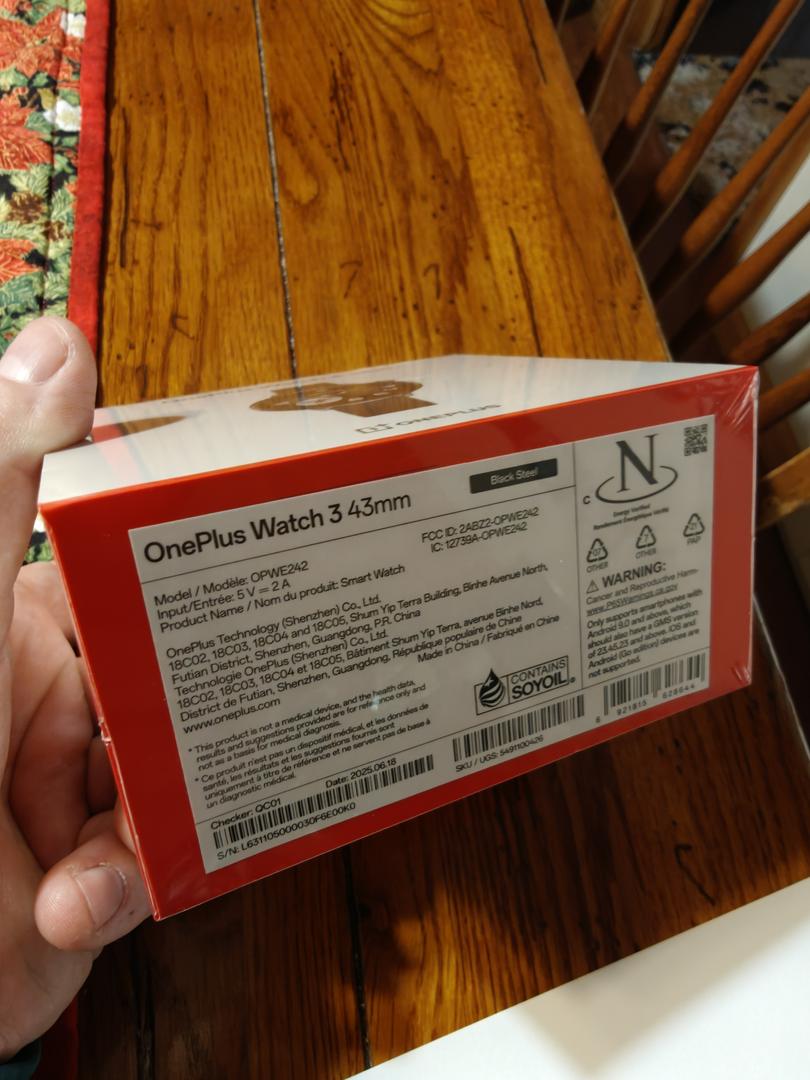 ONEPLUS
OnePlus Watch 3 43mm
Black Steel
Model / Modèle: OPWE242
Input/Entrée: 5 V = 2 A
Product Name / Nom du produit: Smart Watch
FCC ID: 2ABZ2-OPWE242
IC: 12739A-OPWE242
OnePlus Technology (Shenzhen) Co., Ltd.
18C02, 18C03, 18C04 and 18C05, Shum Yip Terra Building, Binhe Avenue North,
Futian District, Shenzhen, Guangdong, P.R. China
Technologie OnePlus (Shenzhen) Co., Ltd.
18C02, 18C03, 18C04 et 18C05, Bâtiment Shum Yip Terra, avenue Binhe Nord,
District de Futian, Shenzhen, Guangdong, République populaire de Chine
www.oneplus.com
Made in China / Fabriqué en Chine
* This product is not a medical device, and the health data,
results and suggestions provided are for reference only and
not as a basis for medical diagnosis.
* Ce produit n'est pas un dispositif médical, et les données de
santé, les résultats et les suggestions fournis sont
uniquement à titre de référence et ne servent pas de base à
un diagnostic médical.
CONTAINS
SOYOIL
Checker: QC01
Date: 2025.06.18
S/N: L631105000030F6E00K0
SKU / UGS: 5491100426
N
C
Energy Verified
Rendement Énergétique Vérifié
07
OTHER
7
OTHER
21
PAP
WARNING:
Cancer and Reproductive Harm-
www.P65Warnings.ca.gov
Only supports smartphones with
Android 9.0 and above, which
should also have a GMS version
of 23.45.23 and above. iOS and
Android (Go edition) devices are
not supported.
6 921815 628644